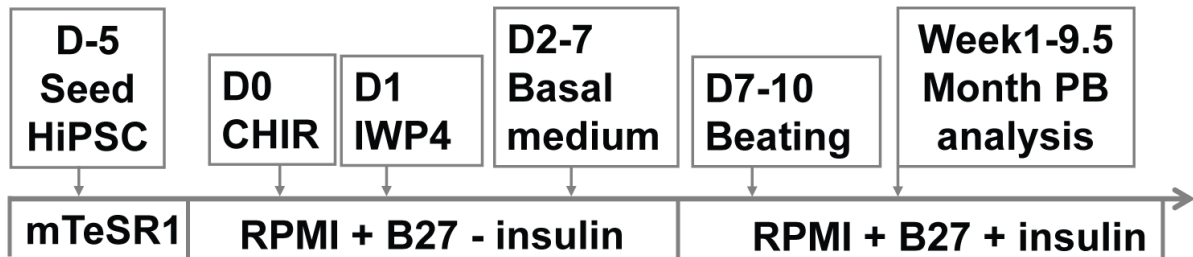 D-5
Seed
HiPSC
D0
CHIR
D1
IWP4
D2-7
Basal
medium
D7-10
Beating
Week1-9.5
Month PB
analysis
mTeSR1
RPMI + B27 - insulin
RPMI + B27 + insulin